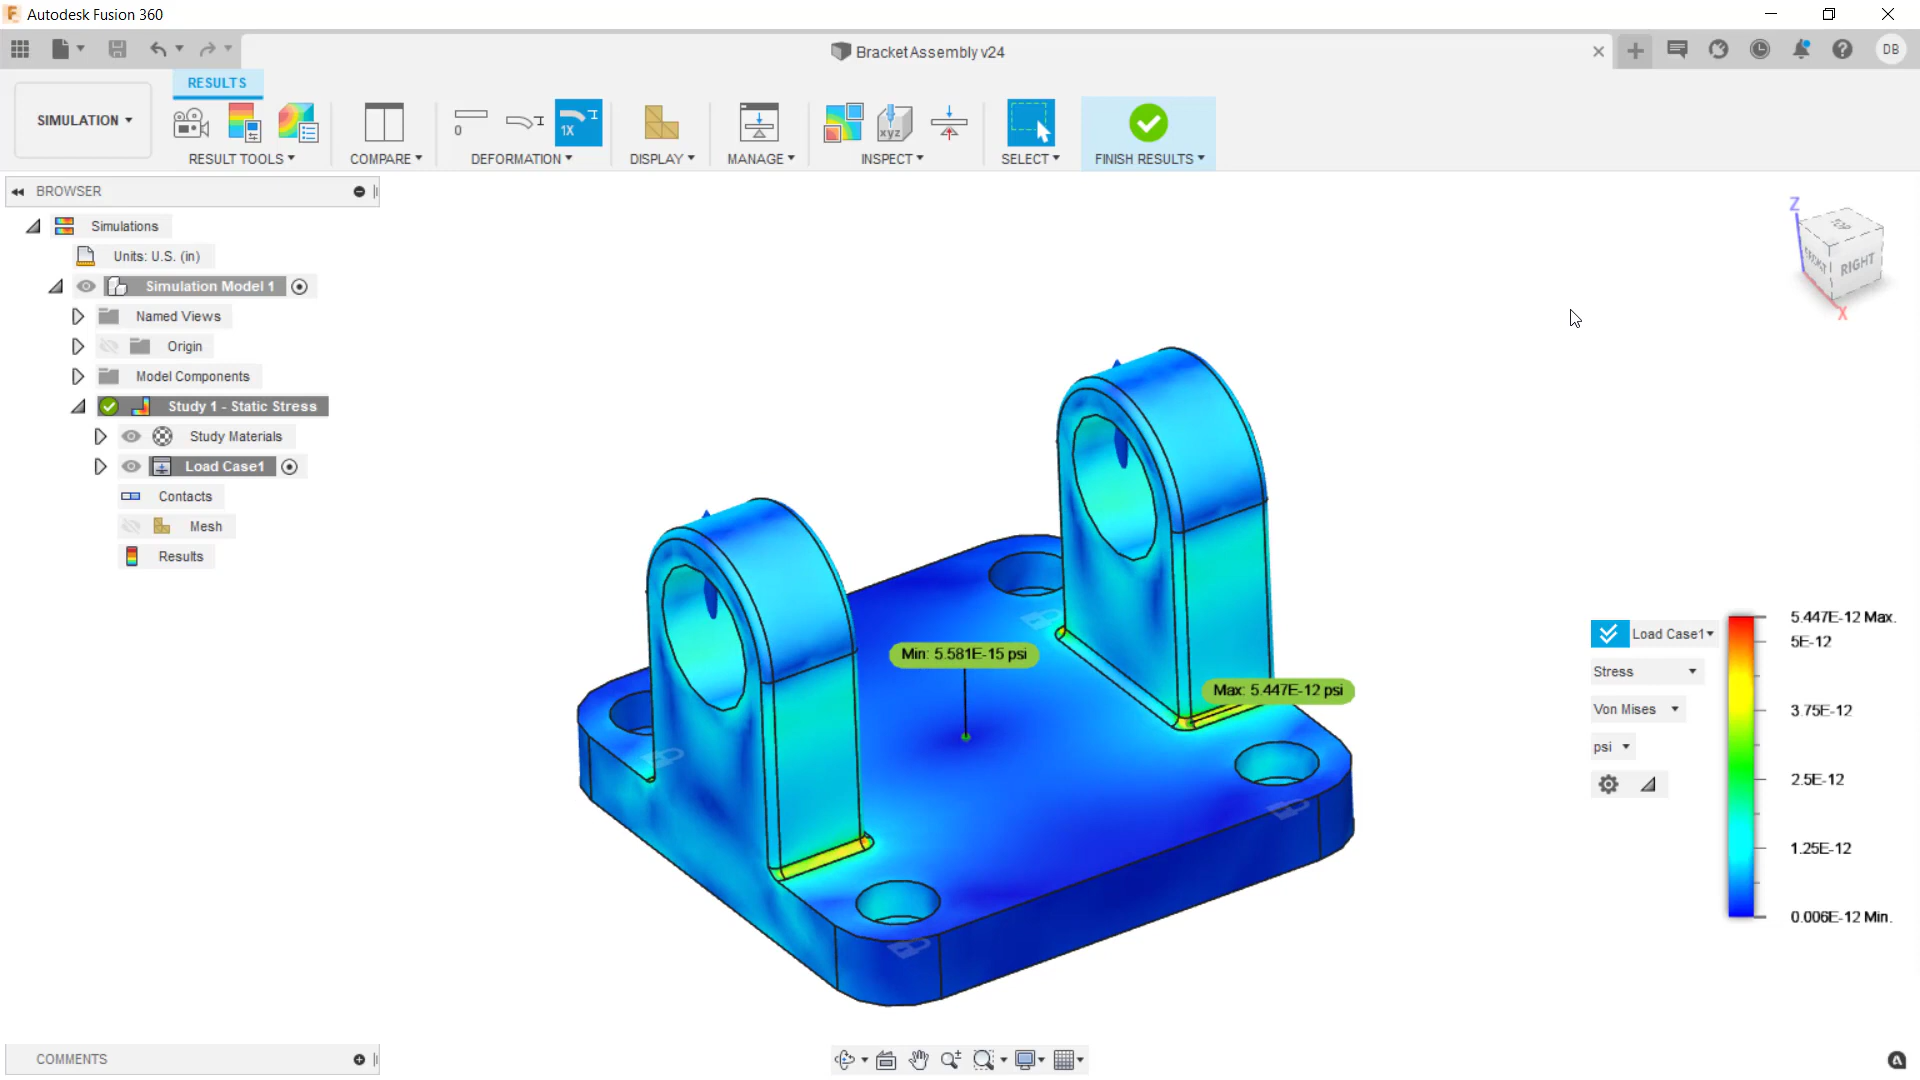 Autodesk Fusion 360
BracketAssembly v24
DB
SIMULATION
RESULTS
RESULT TOOLS
COMPARE
0
1X
DEFORMATION
DISPLAY
MANAGE
xyz
INSPECT
SELECT
FINISH RESULTS
BROWSER
Simulations
Units: U.S. (in)
Simulation Model 1
Named Views
Origin
Model Components
Study 1 - Static Stress
Study Materials
Load Case1
Contacts
Mesh
Results
Z
TOP
FRONT
RIGHT
X
Min: 5.581E-15 psi
Max: 5.447E-12 psi
Load Case1
Stress
Von Mises
psi
5.447E-12 Max.
5E-12
3.75E-12
2.5E-12
1.25E-12
0.006E-12 Min.
COMMENTS